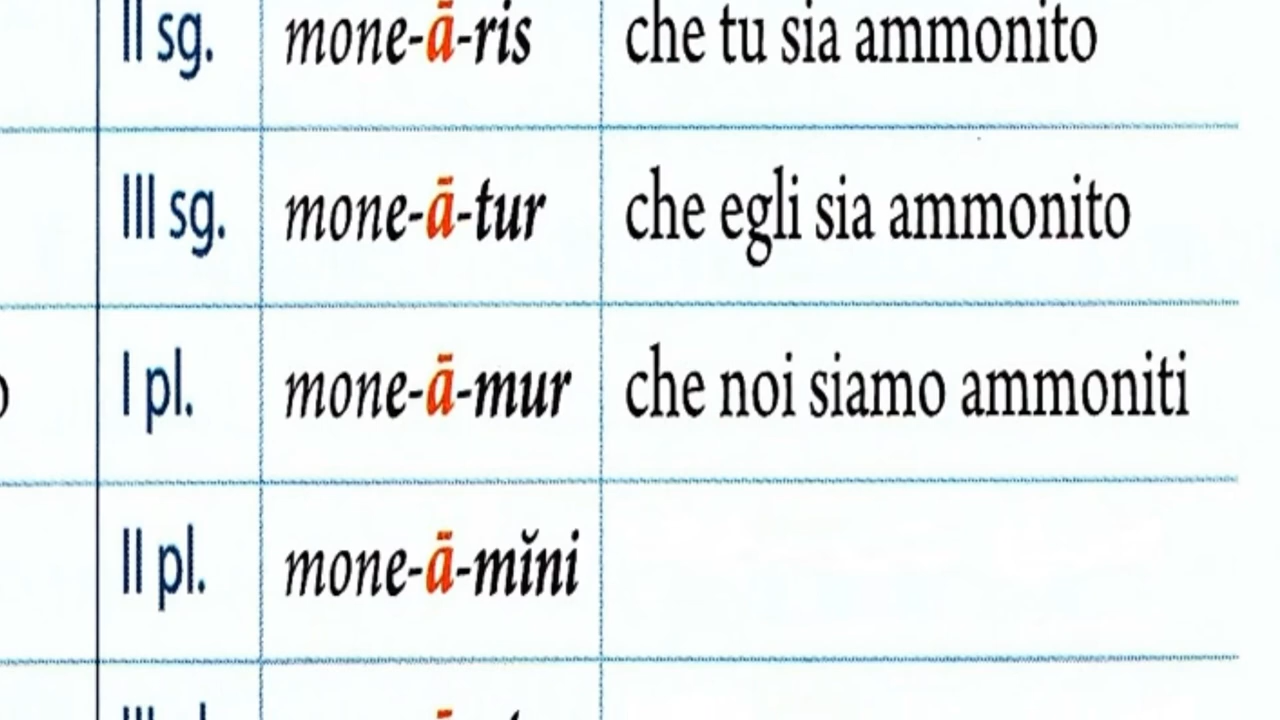 II sg. mone-ā-ris che tu sia ammonito
III sg. mone-ā-tur che egli sia ammonito
I pl. mone-ā-mur che noi siamo ammoniti
II pl. mone-ā-mĭni